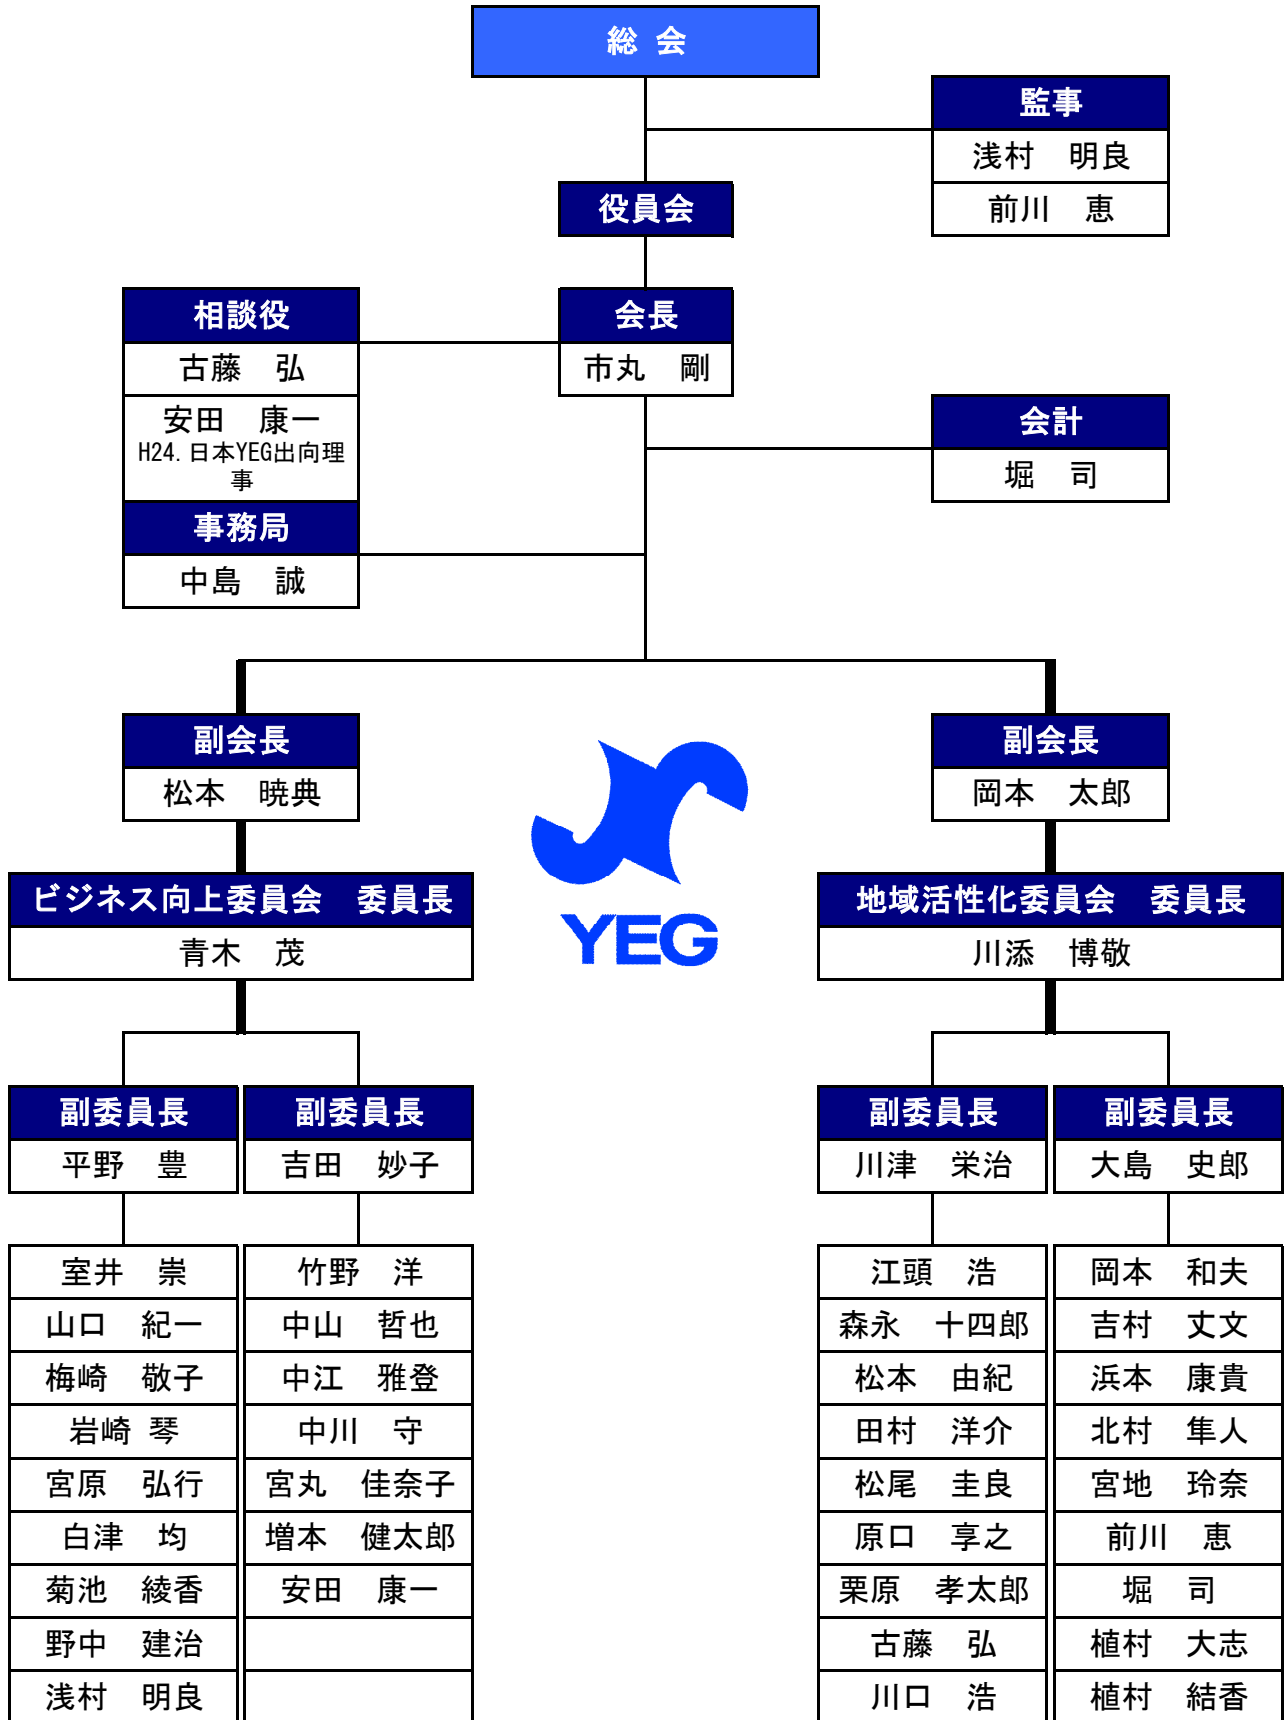 総 会
監事
浅村　明良
前川　恵
役員会
相談役
古藤　弘
安田　康一
H24.日本YEG出向理
事
事務局
中島　誠
会長
市丸　剛
会計
堀　司
副会長
松本　暁典
副会長
岡本　太郎
YEG
ビジネス向上委員会　委員長
青木　茂
地域活性化委員会　委員長
川添　博敬
副委員長
平野　豊
室井　崇
山口　紀一
梅崎　敬子
岩崎 琴
宮原　弘行
白津　均
菊池　綾香
野中　建治
浅村　明良
副委員長
吉田　妙子
竹野　洋
中山　哲也
中江　雅登
中川　守
宮丸　佳奈子
増本　健太郎
安田　康一
副委員長
川津　栄治
江頭　浩
森永　十四郎
松本　由紀
田村　洋介
松尾　圭良
原口　享之
栗原　孝太郎
古藤　弘
川口　浩
副委員長
大島　史郎
岡本　和夫
吉村　丈文
浜本　康貴
北村　隼人
宮地　玲奈
前川　恵
堀　司
植村　大志
植村　結香